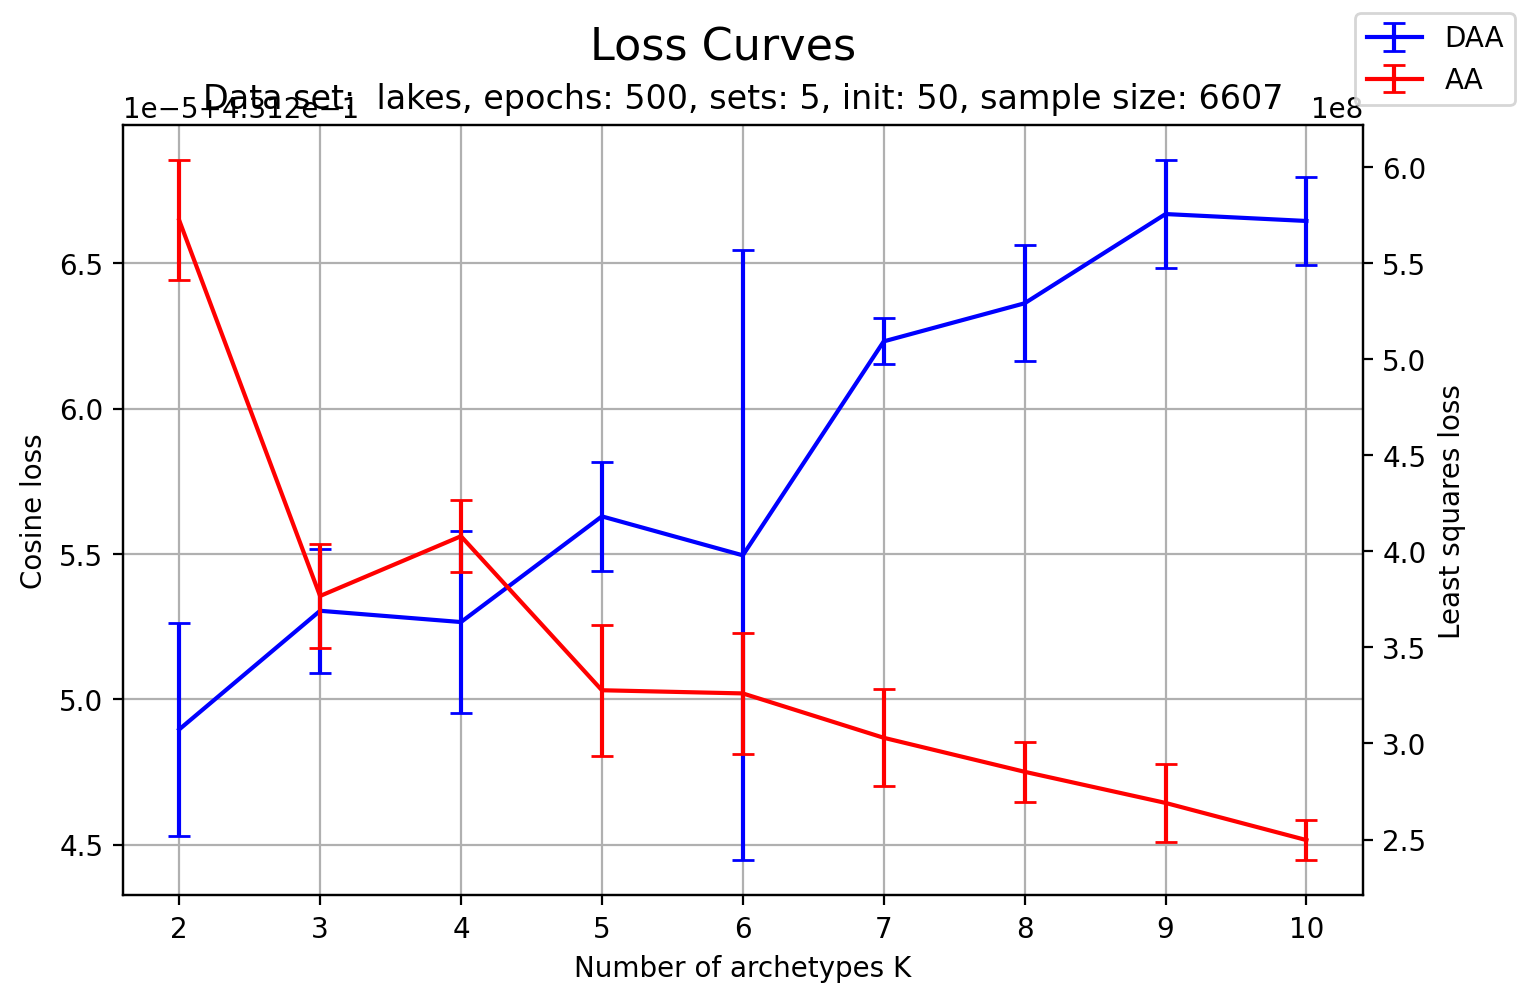 Loss Curves
DAA
AA
Data set:  lakes, epochs: 500, sets: 5, init: 50, sample size: 6607
1e−5+4.312e−1
1e8
6.5
6.0
5.5
5.0
4.5
Cosine loss
6.0
5.5
5.0
4.5
4.0
3.5
3.0
2.5
Least squares loss
2 3 4 5 6 7 8 9 10
Number of archetypes K